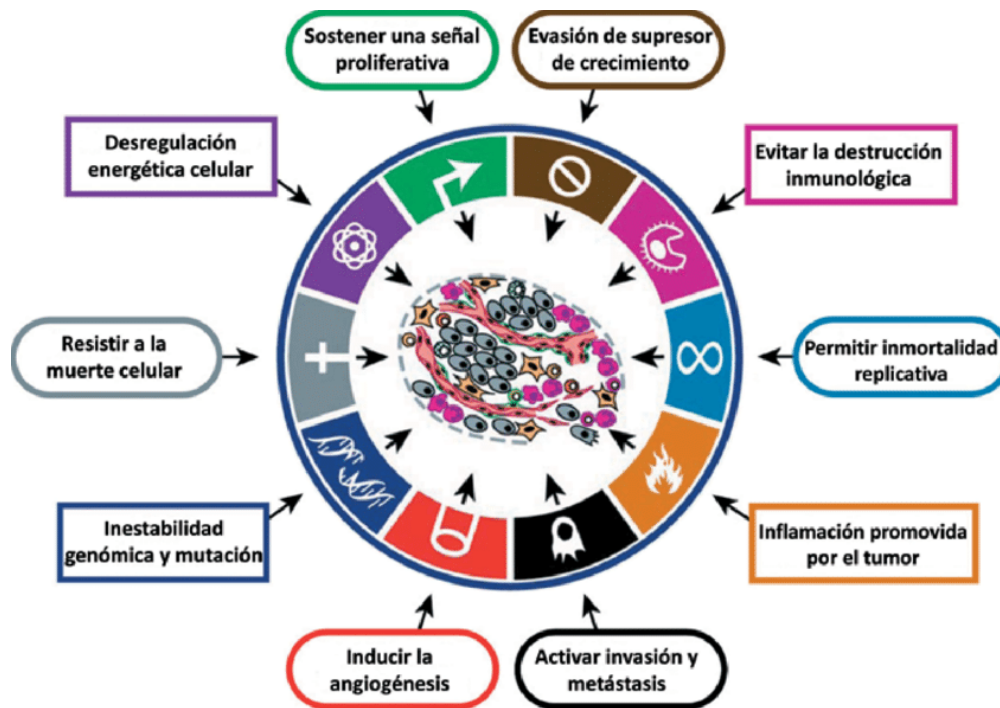 Sostener una señal
proliferativa
Evasión de supresor
de crecimiento
Desregulación
energética celular
Evitar la destrucción
inmunológica
Resistir a la
muerte celular
Permitir inmortalidad
replicativa
Inestabilidad
genómica y mutación
Inflamación promovida
por el tumor
Inducir la
angiogénesis
Activar invasión y
metástasis